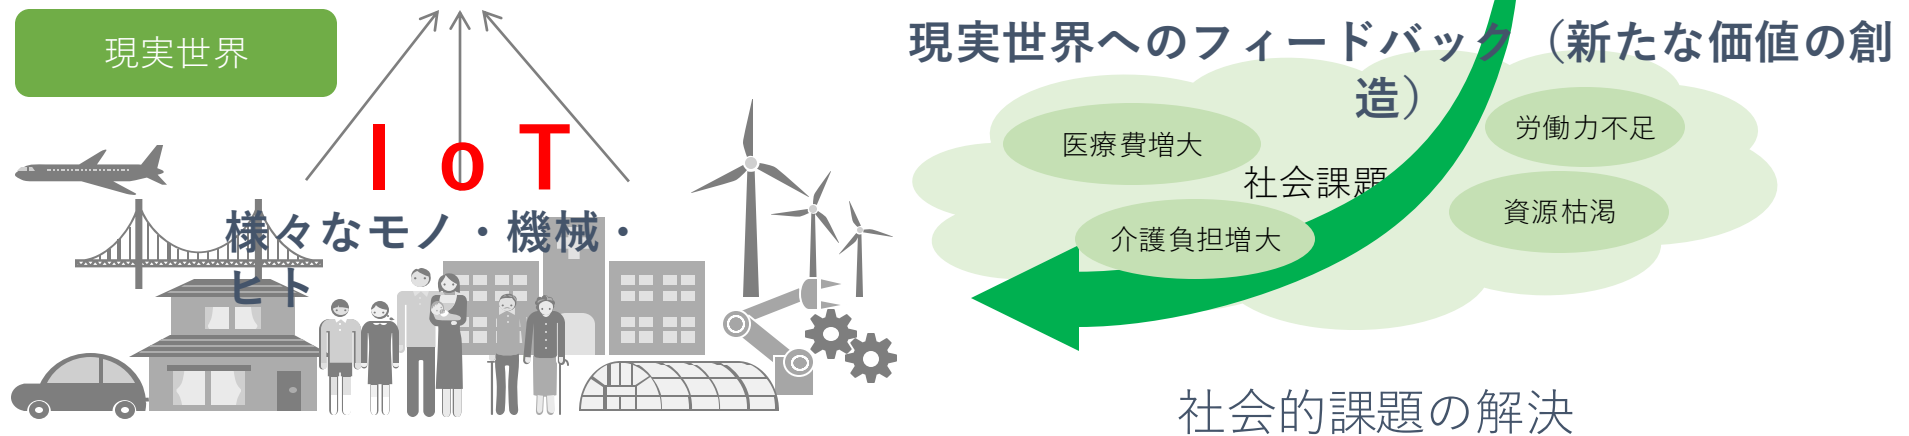 現実世界
IoT
様々なモノ・機械・
ヒト
現実世界へのフィードバック（新たな価値の創
造）
医療費増大
労働力不足
社会課題
資源枯渇
介護負担増大
社会的課題の解決